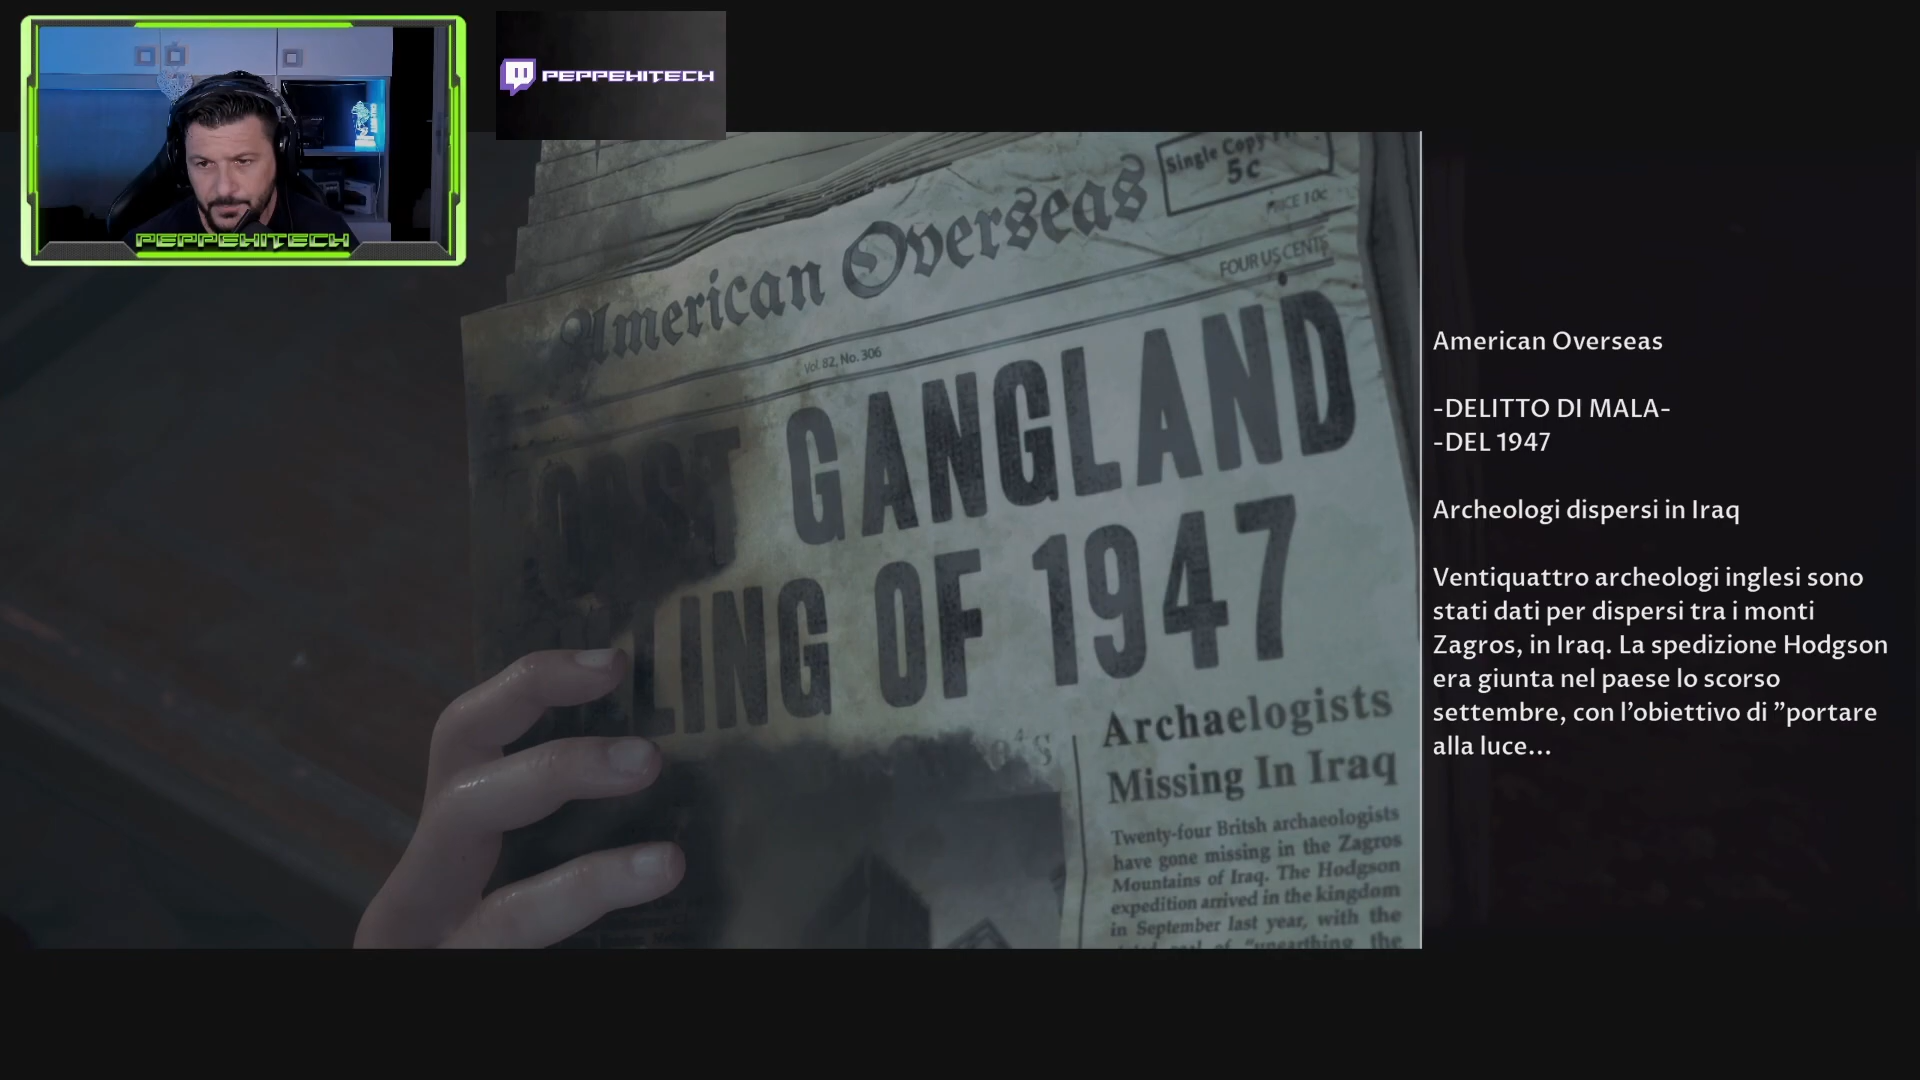 PEPPEHITECH
PEPPEHITECH
Single Copy
5c
PRICE 10c
American Overseas
FOUR US CENTS
Vol. 82, No. 306
GANGLAND
LING OF 1947
Archaelogists
Missing In Iraq
Twenty-four Britsh archaeologists
have gone missing in the Zagros
Mountains of Iraq. The Hodgson
expedition arrived in the kingdom
in September last year, with the
of "unearthing the
American Overseas
-DELITTO DI MALA-
-DEL 1947
Archeologi dispersi in Iraq
Ventiquattro archeologi inglesi sono
stati dati per dispersi tra i monti
Zagros, in Iraq. La spedizione Hodgson
era giunta nel paese lo scorso
settembre, con l'obiettivo di "portare
alla luce...